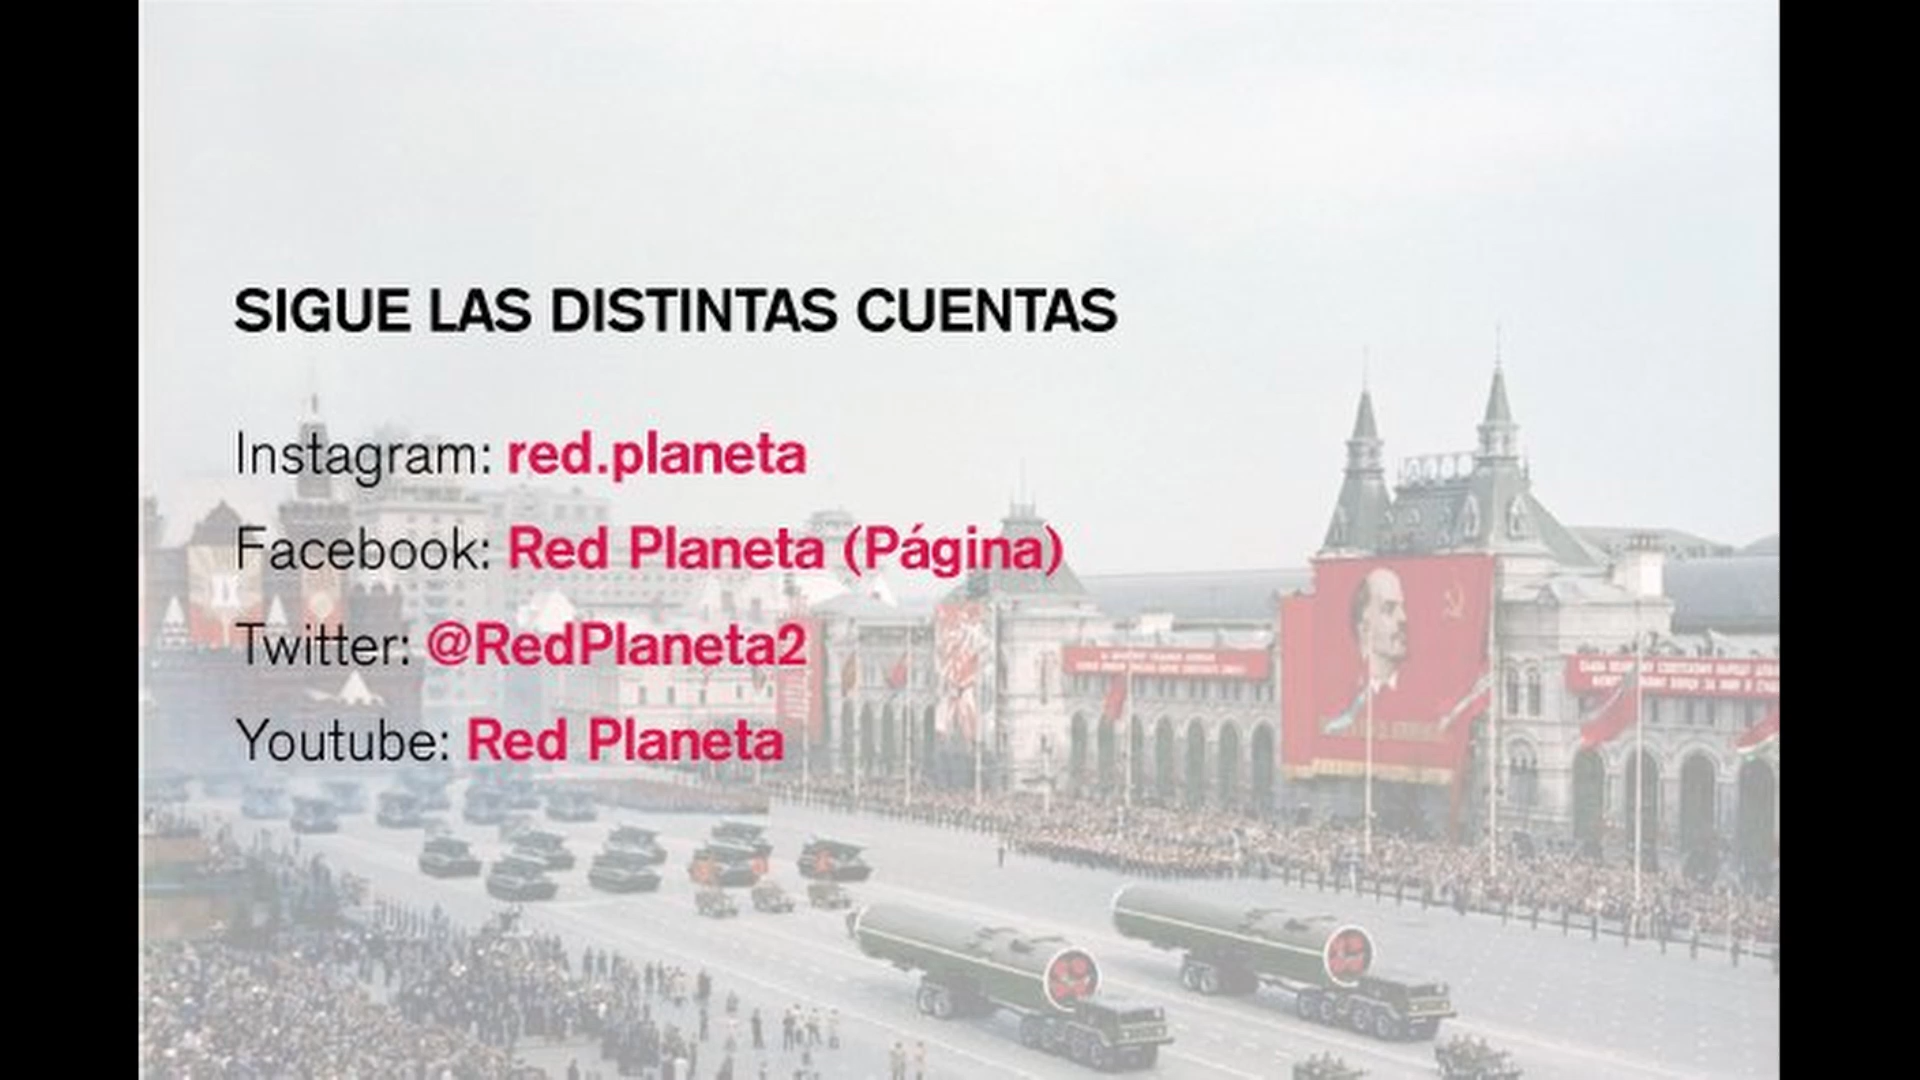 SIGUE LAS DISTINTAS CUENTAS
Instagram: red.planeta
Facebook: Red Planeta (Página)
Twitter: @RedPlaneta2
Youtube: Red Planeta